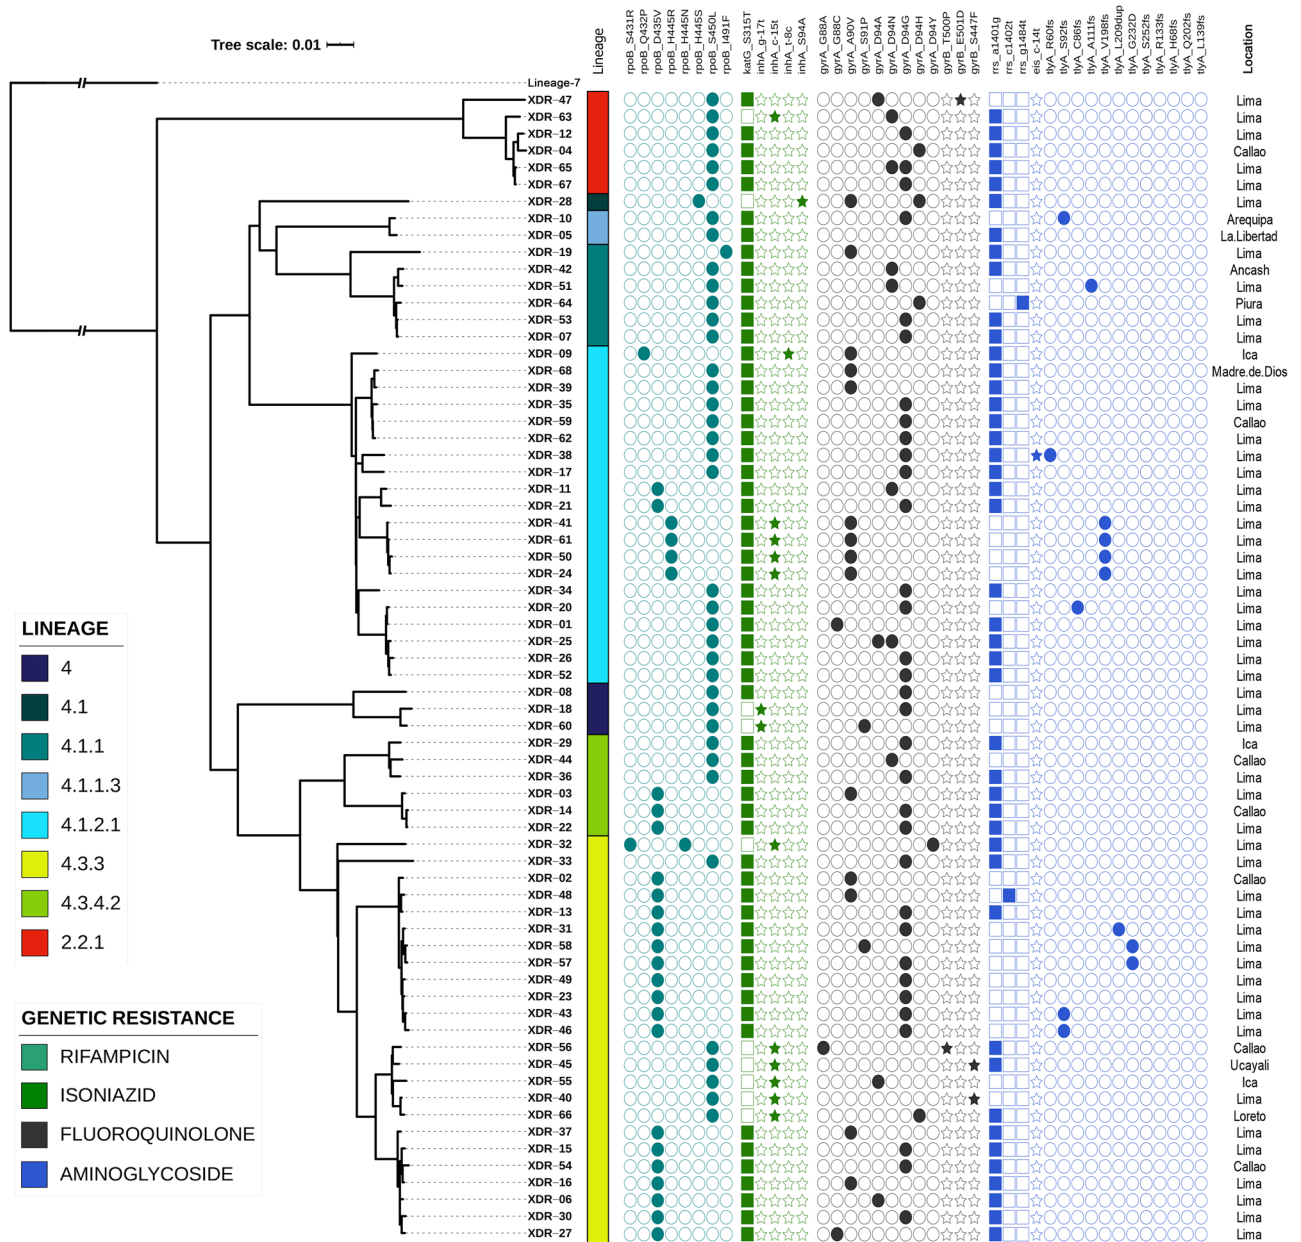 Tree scale: 0.01
Lineage
rpoB_S431R
rpoB_Q432P
rpoB_D435V
rpoB_H445R
rpoB_H445N
rpoB_H445S
rpoB_S450L
rpoB_I491F
katG_S315T
inhA_g-17t
inhA_c-15t
inhA_t-8c
inhA_S94A
gyrA_G88A
gyrA_G88C
gyrA_A90V
gyrA_S91P
gyrA_D94A
gyrA_D94N
gyrA_D94G
gyrA_D94H
gyrA_D94Y
gyrB_T500P
gyrB_E501D
gyrB_S447F
rrs_a1401g
rrs_c1402t
rrs_g1484t
eis_c-14t
tlyA_R60fs
tlyA_S92fs
tlyA_C86fs
tlyA_A111fs
tlyA_V198fs
tlyA_L209dup
tlyA_G232D
tlyA_S252fs
tlyA_R133fs
tlyA_H68fs
tlyA_Q202fs
tlyA_L139fs
Location
Lineage-7
XDR-47 Lima
XDR-63 Lima
XDR-12 Lima
XDR-04 Callao
XDR-65 Lima
XDR-67 Lima
XDR-28 Lima
XDR-10 Arequipa
XDR-05 La.Libertad
XDR-19 Lima
XDR-42 Ancash
XDR-51 Lima
XDR-64 Piura
XDR-53 Lima
XDR-07 Lima
XDR-09 Ica
XDR-68 Madre.de.Dios
XDR-39 Lima
XDR-35 Lima
XDR-59 Callao
XDR-62 Lima
XDR-38 Lima
XDR-17 Lima
XDR-11 Lima
XDR-21 Lima
XDR-41 Lima
XDR-61 Lima
XDR-50 Lima
XDR-24 Lima
XDR-34 Lima
XDR-20 Lima
XDR-01 Lima
XDR-25 Lima
XDR-26 Lima
XDR-52 Lima
XDR-08 Lima
XDR-18 Lima
XDR-60 Lima
XDR-29 Ica
XDR-44 Callao
XDR-36 Lima
XDR-03 Lima
XDR-14 Callao
XDR-22 Lima
XDR-32 Lima
XDR-33 Lima
XDR-02 Callao
XDR-48 Lima
XDR-13 Lima
XDR-31 Lima
XDR-58 Lima
XDR-57 Lima
XDR-49 Lima
XDR-23 Lima
XDR-43 Lima
XDR-46 Lima
XDR-56 Callao
XDR-45 Ucayali
XDR-55 Ica
XDR-40 Lima
XDR-66 Loreto
XDR-37 Lima
XDR-15 Lima
XDR-54 Callao
XDR-16 Lima
XDR-06 Lima
XDR-30 Lima
XDR-27 Lima
LINEAGE
4
4.1
4.1.1
4.1.1.3
4.1.2.1
4.3.3
4.3.4.2
2.2.1
GENETIC RESISTANCE
RIFAMPICIN
ISONIAZID
FLUOROQUINOLONE
AMINOGLYCOSIDE